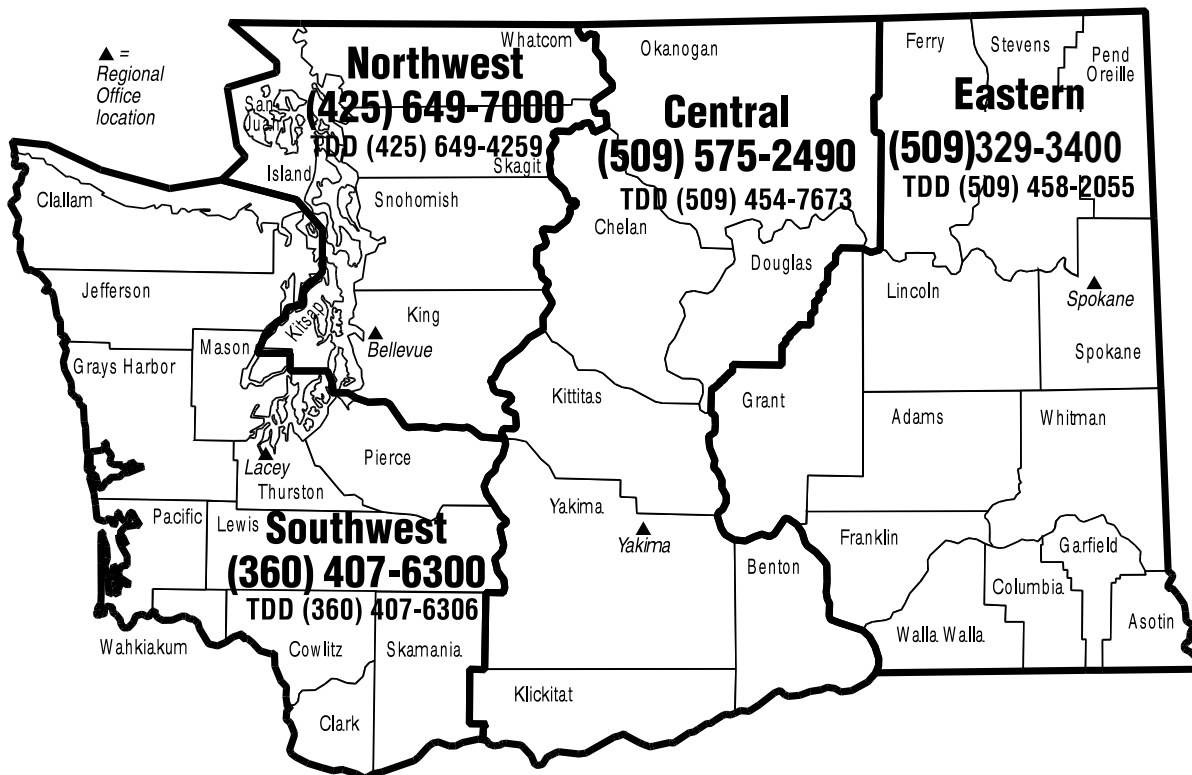 ▲ =
Regional
Office
location
Northwest
(425) 649-7000
TDD (425) 649-4259
Whatcom
San
Juan
Skagit
Island
Snohomish
Clallam
Jefferson
Kitsap
King
▲
Bellevue
Mason
Grays Harbor
Lacey
▲
Thurston
Pierce
Pacific
Lewis
Southwest
(360) 407-6300
TDD (360) 407-6306
Wahkiakum
Cowlitz
Skamania
Clark
Okanogan
Central
(509) 575-2490
TDD (509) 454-7673
Chelan
Douglas
Kittitas
Yakima
▲
Yakima
Benton
Klickitat
Ferry
Stevens
Pend
Oreille
Eastern
(509)329-3400
TDD (509) 458-2055
Lincoln
▲
Spokane
Spokane
Grant
Adams
Whitman
Franklin
Garfield
Columbia
Walla Walla
Asotin